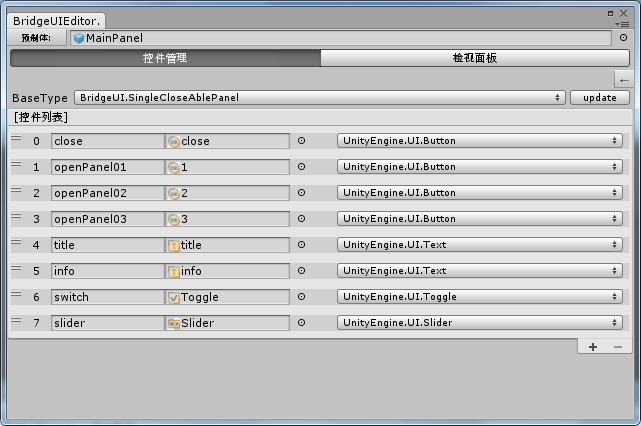 BridgeUIEditor.
预制体: MainPanel
控件管理 检视面板
←
BaseType BridgeUI.SingleCloseAblePanel update
[控件列表]
0 close close UnityEngine.UI.Button
1 openPanel01 1 UnityEngine.UI.Button
2 openPanel02 2 UnityEngine.UI.Button
3 openPanel03 3 UnityEngine.UI.Button
4 title title UnityEngine.UI.Text
5 info info UnityEngine.UI.Text
6 switch Toggle UnityEngine.UI.Toggle
7 slider Slider UnityEngine.UI.Slider
+ −